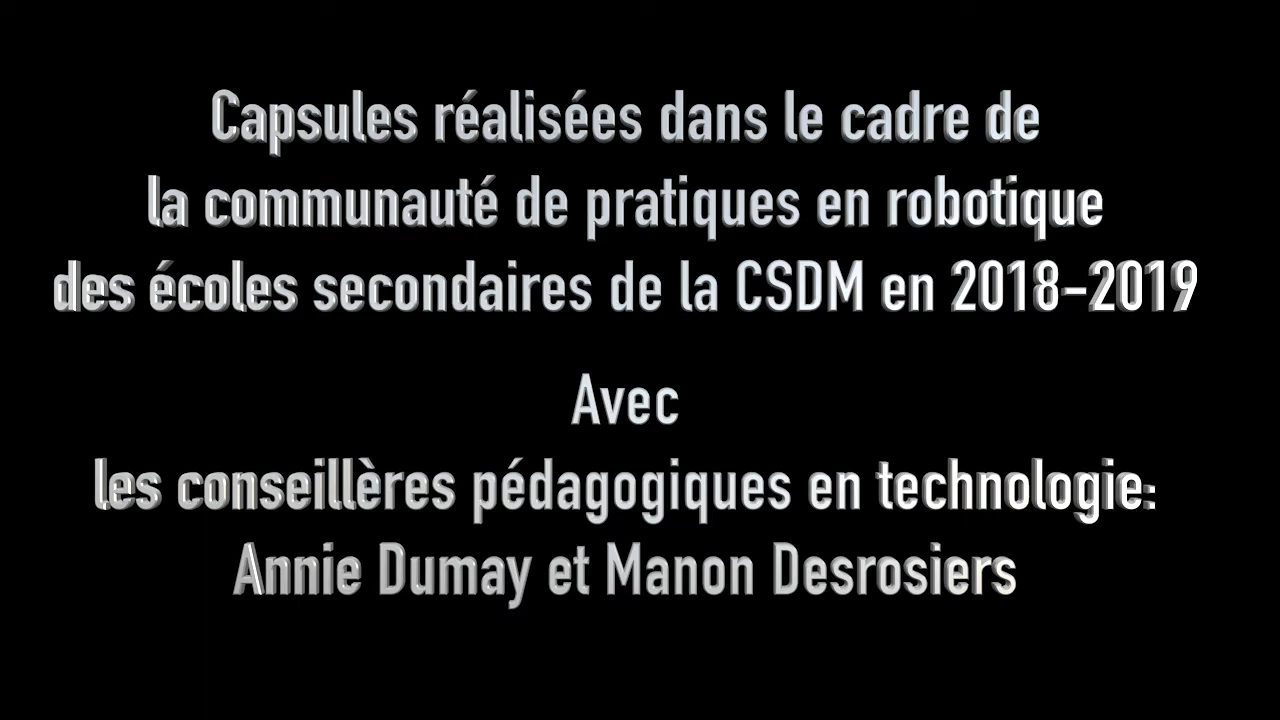 Capsules réalisées dans le cadre de
la communauté de pratiques en robotique
des écoles secondaires de la CSDM en 2018-2019
Avec
les conseillères pédagogiques en technologie:
Annie Dumay et Manon Desrosiers